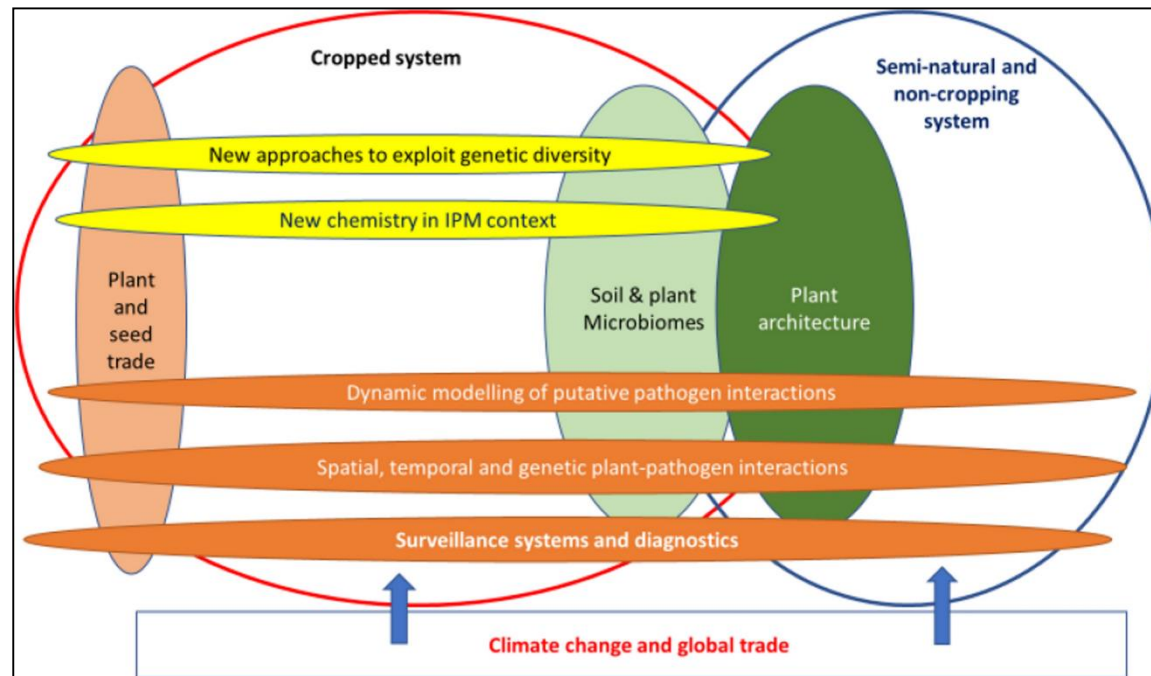 Cropped system
Semi-natural and
non-cropping
system
New approaches to exploit genetic diversity
New chemistry in IPM context
Plant
and
seed
trade
Soil & plant
Microbiomes
Plant
architecture
Dynamic modelling of putative pathogen interactions
Spatial, temporal and genetic plant-pathogen interactions
Surveillance systems and diagnostics
Climate change and global trade